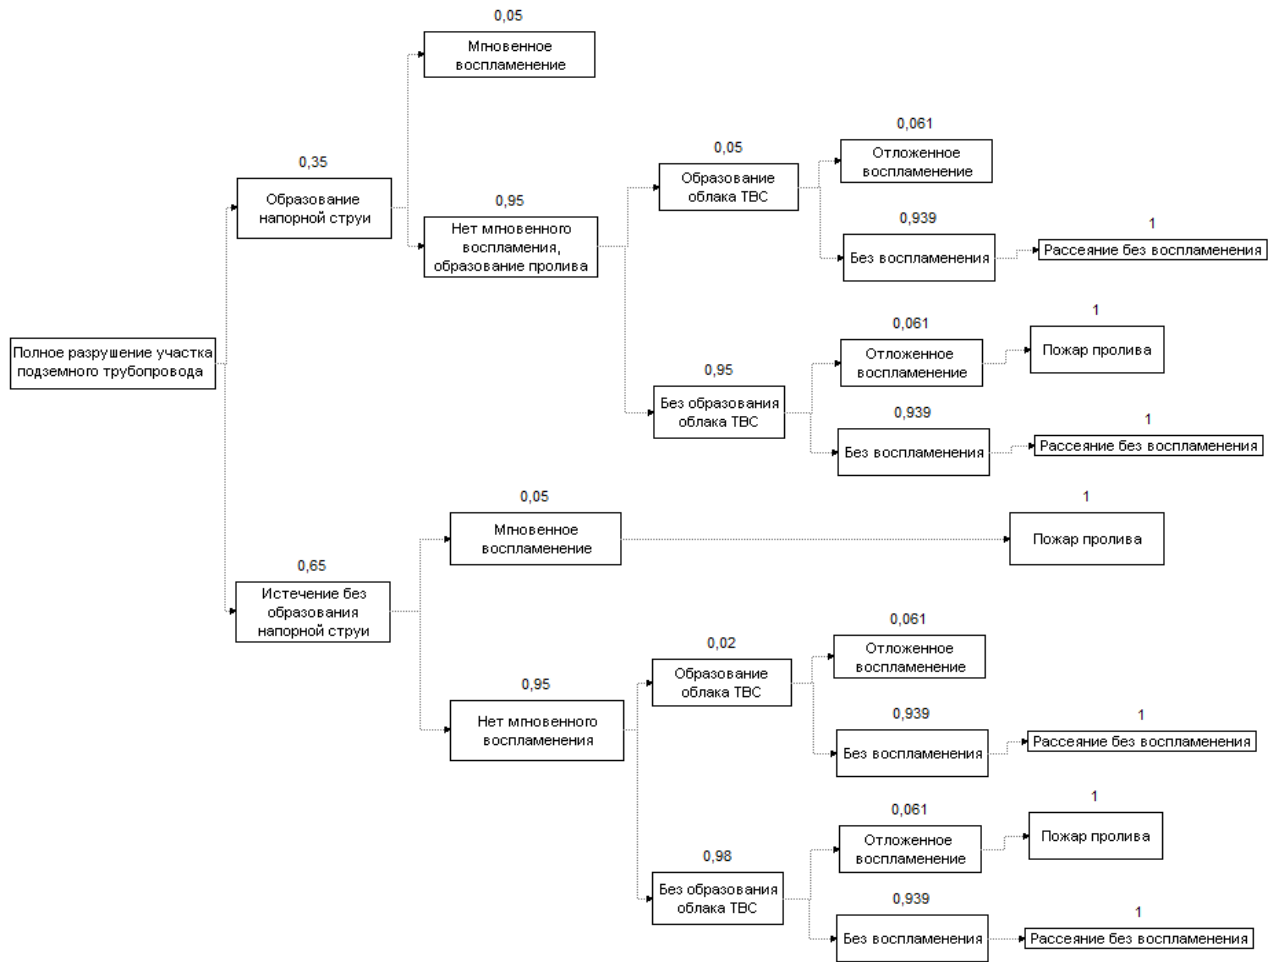 0,05
Мгновенное
воспламенение
0,061
Отложенное
воспламенение
0,05
Образование
облака ТВС
0,35
Образование
напорной струи
0,95
Нет мгновенного
воспламения,
образование пролива
0,939
Без воспламенения
1
Рассеяние без воспламенения
0,061
Отложенное
воспламенение
1
Пожар пролива
Полное разрушение участка
подземного трубопровода
0,95
Без образования
облака ТВС
0,939
Без воспламенения
1
Рассеяние без воспламенения
0,05
Мгновенное
воспламенение
1
Пожар пролива
0,65
Истечение без
образования
напорной струи
0,061
Отложенное
воспламенение
0,02
Образование
облака ТВС
0,95
Нет мгновенного
воспламенения
0,939
Без воспламенения
1
Рассеяние без воспламенения
0,061
Отложенное
воспламенение
1
Пожар пролива
0,98
Без образования
облака ТВС
0,939
Без воспламенения
1
Рассеяние без воспламенения